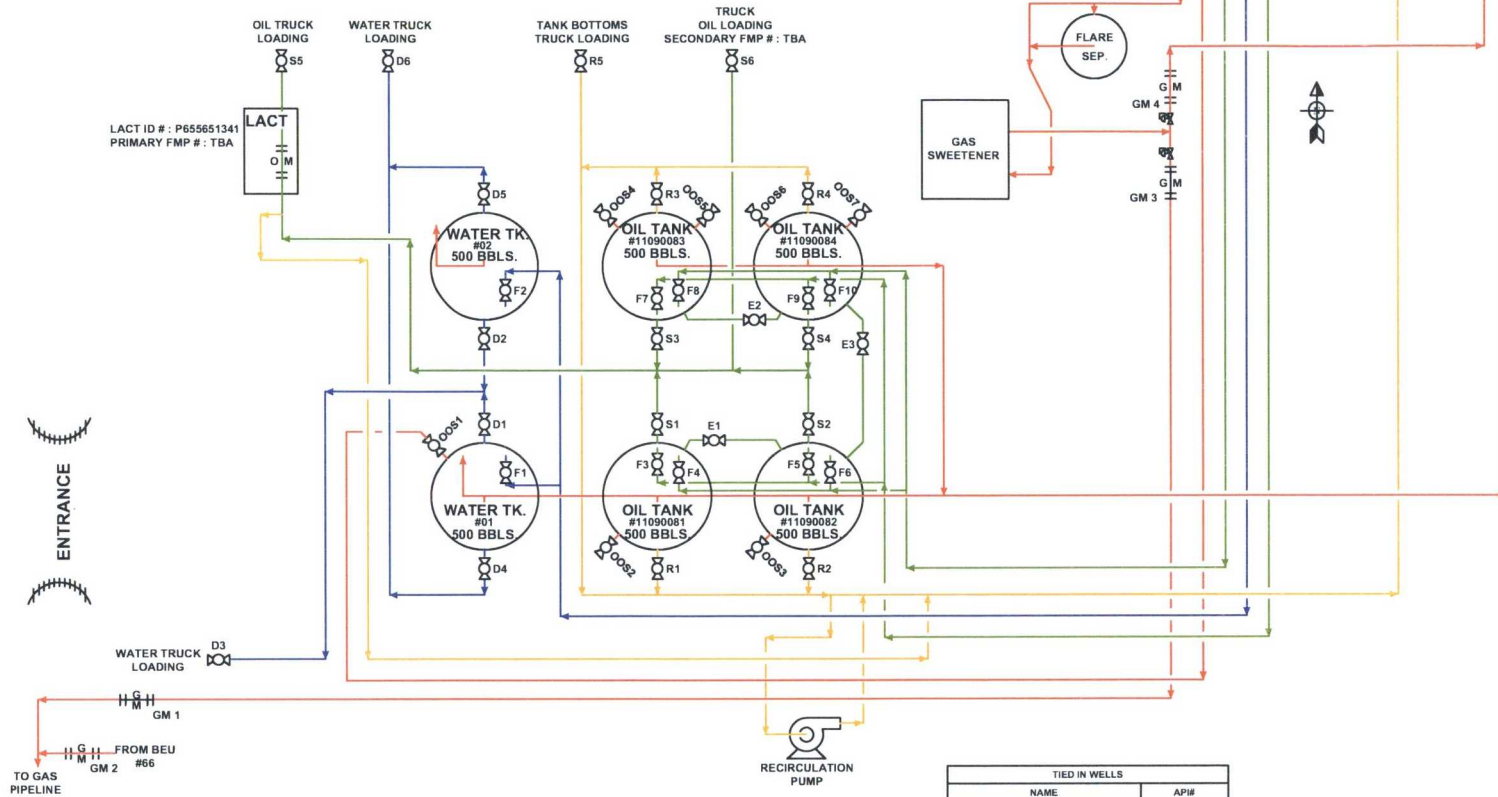 OIL TRUCK
LOADING
S5
WATER TRUCK
LOADING
D6
TANK BOTTOMS
TRUCK LOADING
R5
TRUCK
OIL LOADING
SECONDARY FMP # : TBA
S6
FLARE
SEP.
G M
GM 4
GAS
SWEETENER
G M
GM 3
N
LACT ID # : P655651341
PRIMARY FMP # : TBA
LACT
O M
D5
R3
OOS4
OOS5
R4
OOS6
OOS7
WATER TK.
#02
500 BBLS.
F2
OIL TANK
#11090083
500 BBLS.
F7
F8
OIL TANK
#11090084
500 BBLS.
F9
F10
E2
D2
S3
S4
E3
D1
OOS1
S1
E1
S2
F1
F3
F4
F5
F6
WATER TK.
#01
500 BBLS.
OIL TANK
#11090081
500 BBLS.
OIL TANK
#11090082
500 BBLS.
OOS2
OOS3
D4
R1
R2
ENTRANCE
WATER TRUCK
LOADING
D3
G M
GM 1
G M
GM 2
FROM BEU
#66
TO GAS
PIPELINE
RECIRCULATION
PUMP
TIED IN WELLS
NAME API#